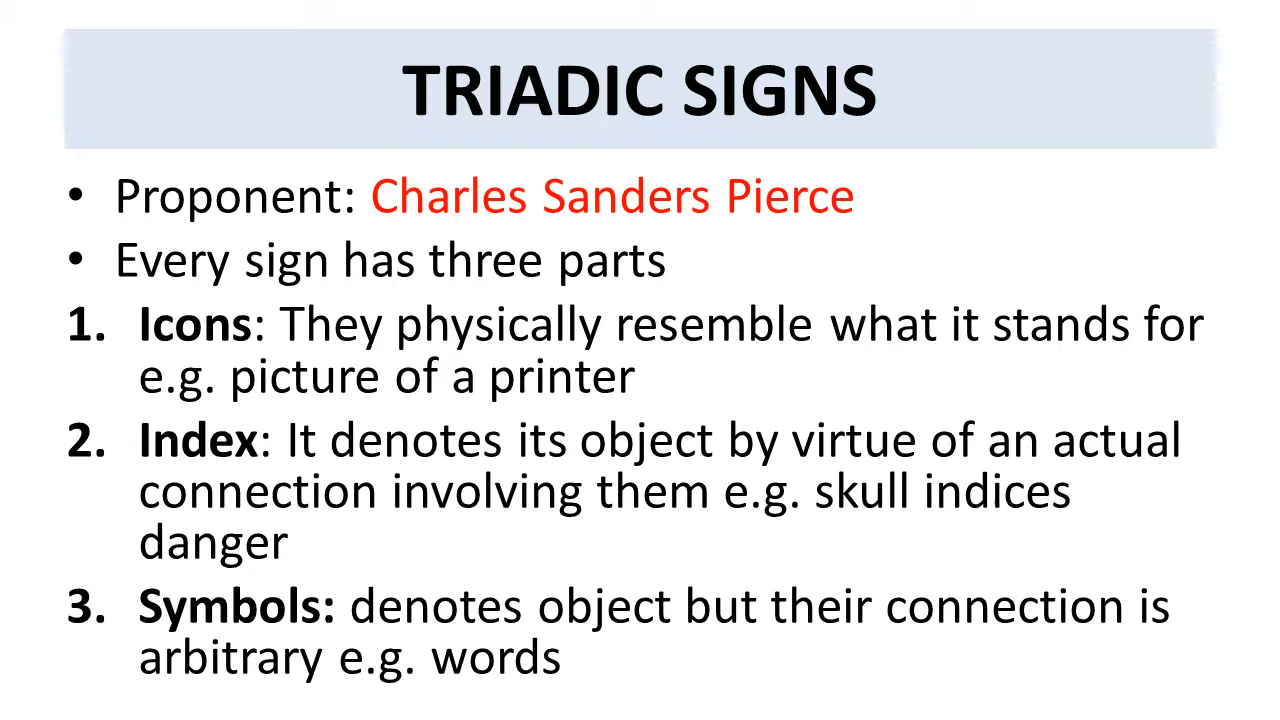 TRIADIC SIGNS
• Proponent: Charles Sanders Pierce
• Every sign has three parts
1. Icons: They physically resemble what it stands for
e.g. picture of a printer
2. Index: It denotes its object by virtue of an actual
connection involving them e.g. skull indices
danger
3. Symbols: denotes object but their connection is
arbitrary e.g. words